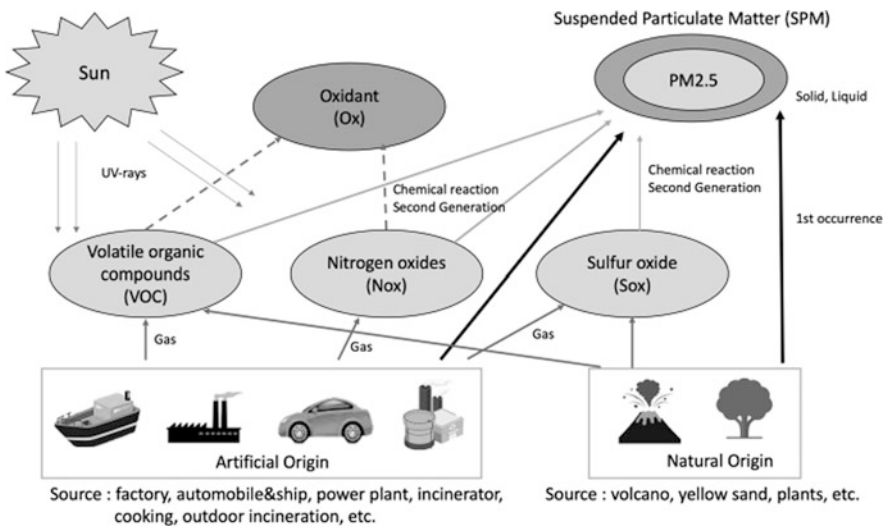 Suspended Particulate Matter (SPM)
Sun
Oxidant
(Ox)
PM2.5
Solid, Liquid
UV-rays
Chemical reaction
Second Generation
Chemical reaction
Second Generation
1st occurrence
Volatile organic
compounds
(VOC)
Nitrogen oxides
(Nox)
Sulfur oxide
(Sox)
Gas
Gas
Gas
Artificial Origin
Natural Origin
Source : factory, automobile&ship, power plant, incinerator,
cooking, outdoor incineration, etc.
Source : volcano, yellow sand, plants, etc.